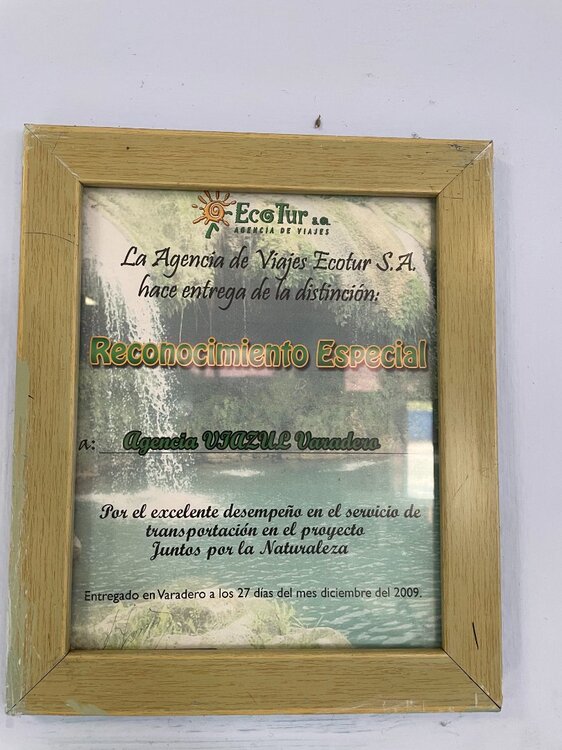 EcoTur s.a.
AGENCIA DE VIAJES
La Agencia de Viajes Ecotur S.A.
hace entrega de la distinción:
Reconocimiento Especial
a: Agencia VIAZUL Varadero
Por el excelente desempeño en el servicio de
transportación en el proyecto
Juntos por la Naturaleza
Entregado en Varadero a los 27 días del mes diciembre del 2009.